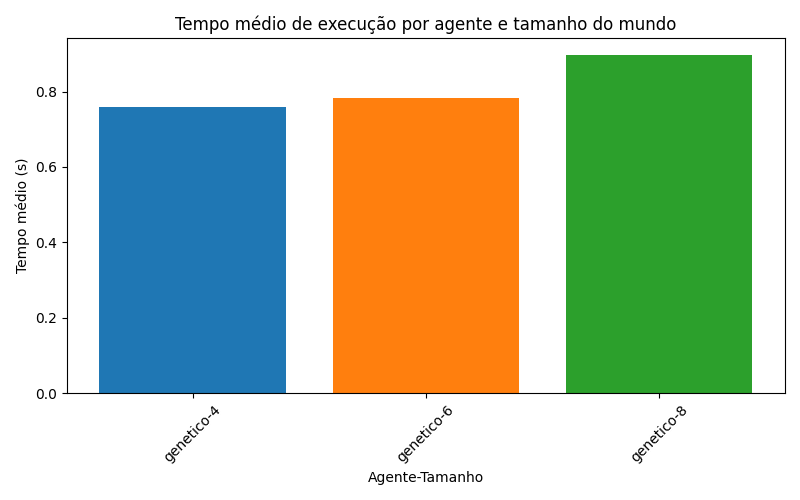 Tempo médio de execução por agente e tamanho do mundo
Tempo médio (s)
0.8
0.6
0.4
0.2
0.0
genetico-4
genetico-6
genetico-8
Agente-Tamanho